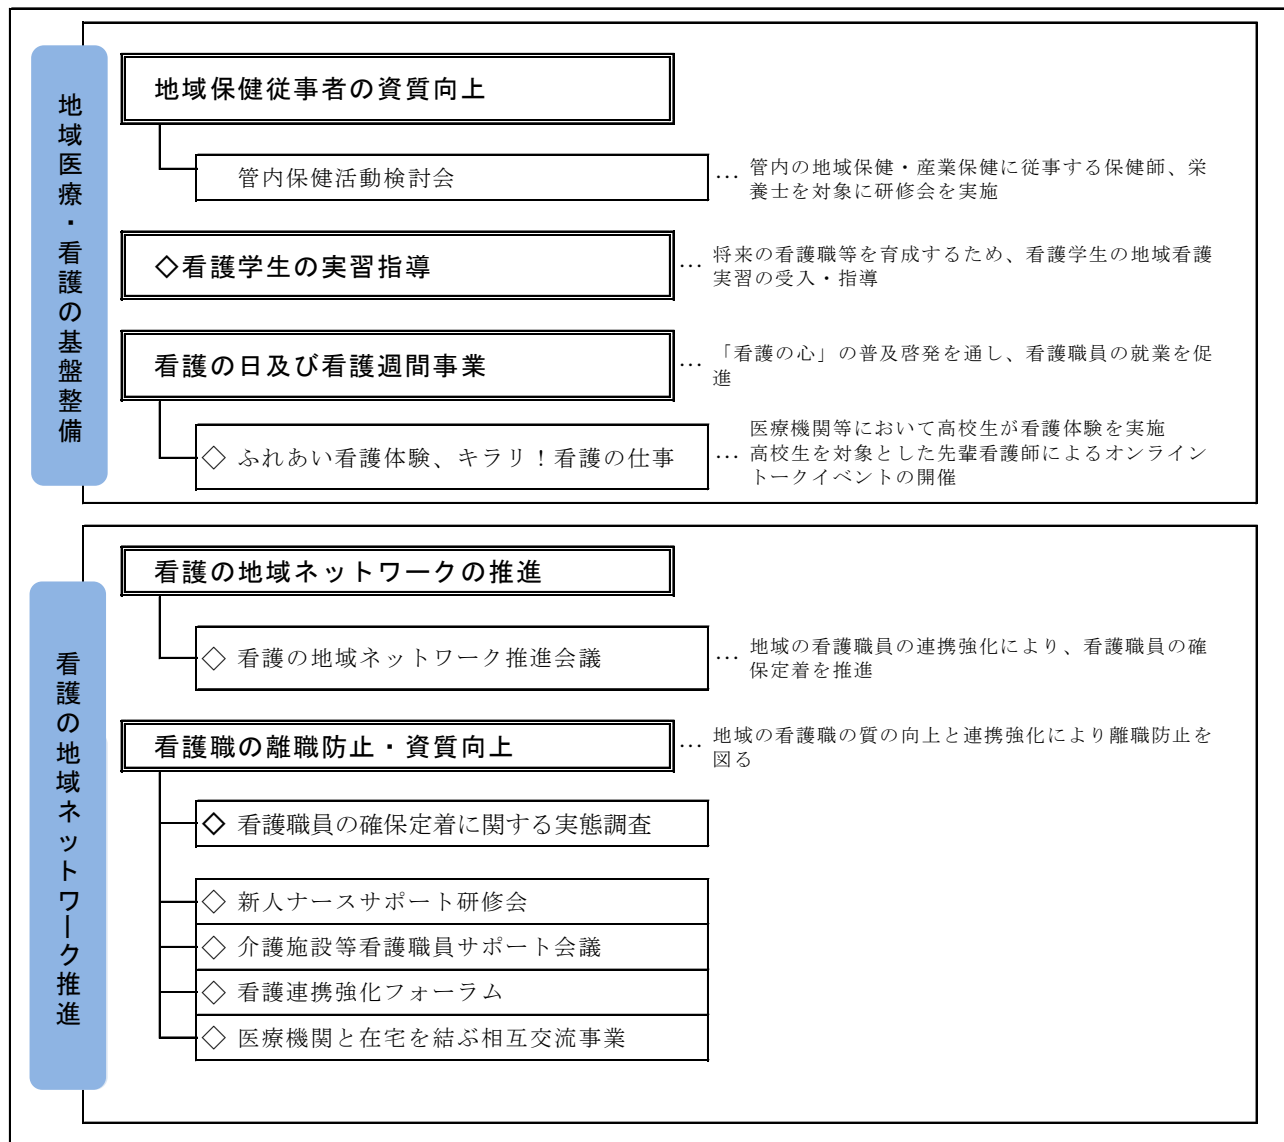 地域医療・看護の基盤整備
地域保健従事者の資質向上
管内保健活動検討会
… 管内の地域保健・産業保健に従事する保健師、栄
養士を対象に研修会を実施
◇看護学生の実習指導
… 将来の看護職等を育成するため、看護学生の地域看護
実習の受入・指導
看護の日及び看護週間事業
… 「看護の心」の普及啓発を通し、看護職員の就業を促
進
◇ ふれあい看護体験、キラリ！看護の仕事
医療機関等において高校生が看護体験を実施
… 高校生を対象とした先輩看護師によるオンライン
トークイベントの開催
看護の地域ネットワーク推進
看護の地域ネットワークの推進
◇ 看護の地域ネットワーク推進会議
… 地域の看護職員の連携強化により、看護職員の確
保定着を推進
看護職の離職防止・資質向上
… 地域の看護職の質の向上と連携強化により離職防止を
図る
◇ 看護職員の確保定着に関する実態調査
◇ 新人ナースサポート研修会
◇ 介護施設等看護職員サポート会議
◇ 看護連携強化フォーラム
◇ 医療機関と在宅を結ぶ相互交流事業